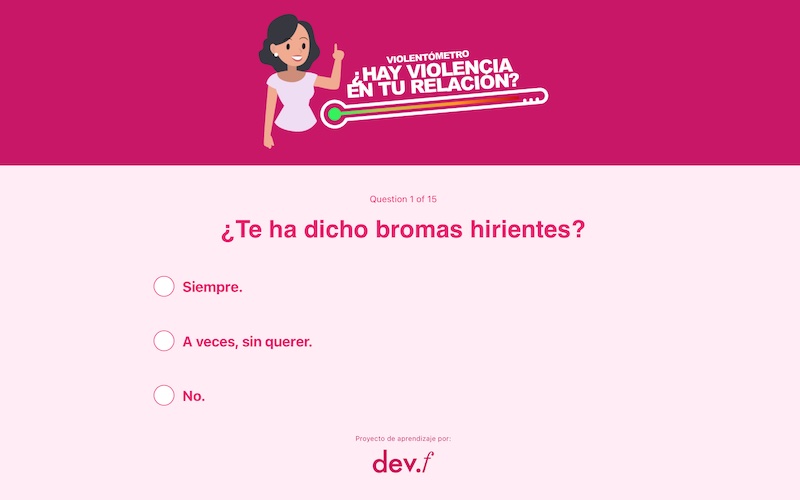 VIOLENTÓMETRO
¿HAY VIOLENCIA
EN TU RELACIÓN?
Question 1 of 15
¿Te ha dicho bromas hirientes?
Siempre.
A veces, sin querer.
No.
Proyecto de aprendizaje por:
dev.f